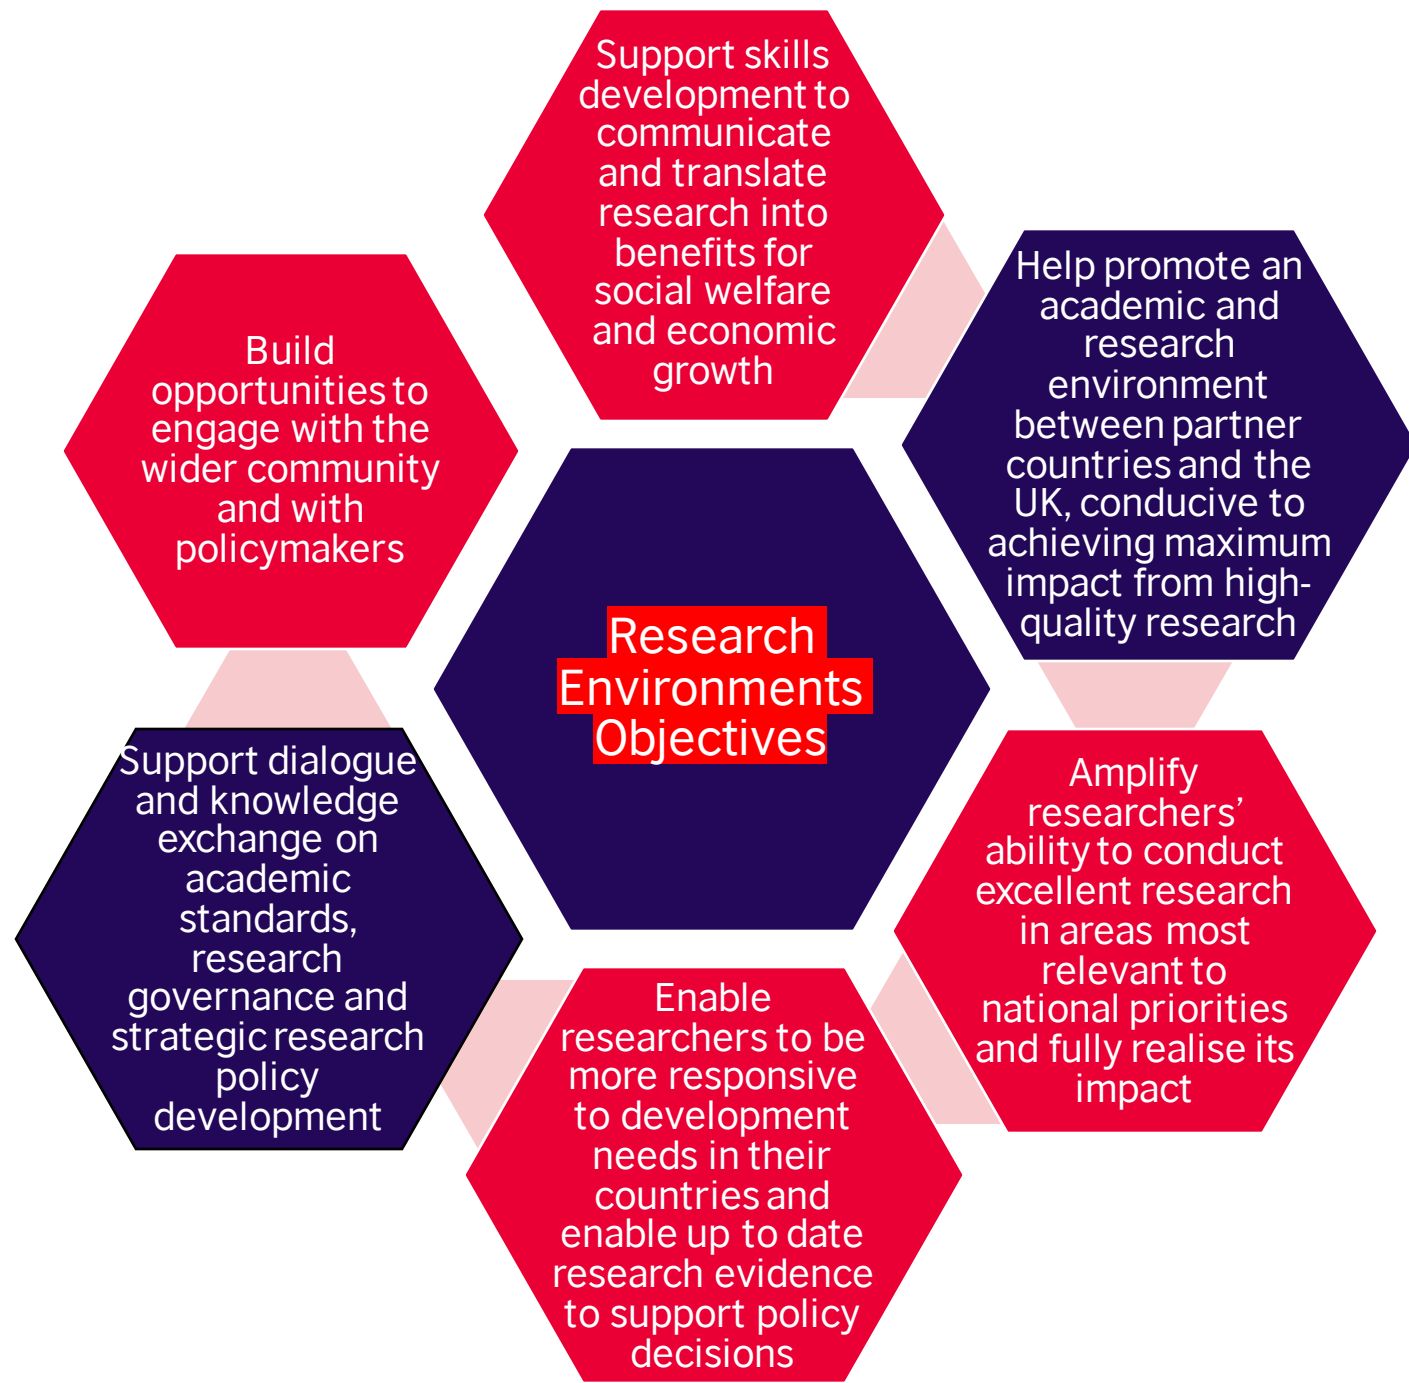 Support skills
development to
communicate
and translate
research into
benefits for
social welfare
and economic
growth
Help promote an
academic and
research
environment
between partner
countries and the
UK, conducive to
achieving maximum
impact from high-
quality research
Amplify
researchers’
ability to conduct
excellent research
in areas most
relevant to
national priorities
and fully realise its
impact
Enable
researchers to be
more responsive
to development
needs in their
countries and
enable up to date
research evidence
to support policy
decisions
Support dialogue
and knowledge
exchange on
academic
standards,
research
governance and
strategic research
policy
development
Build
opportunities to
engage with the
wider community
and with
policymakers
Research
Environments
Objectives